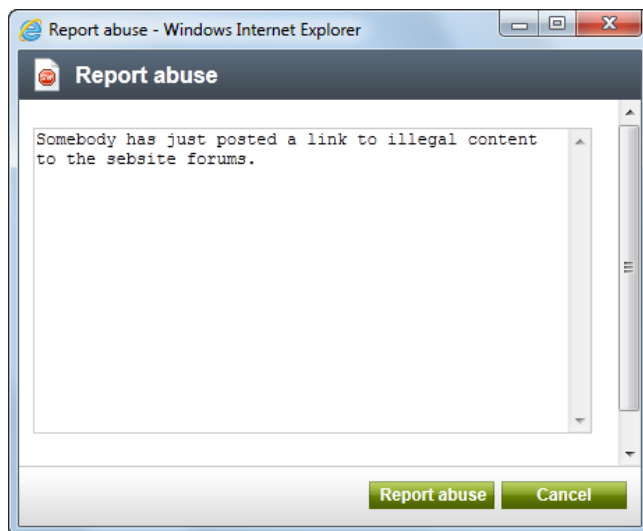 Report abuse - Windows Internet Explorer
Report abuse
Somebody has just posted a link to illegal content
to the sebsite forums.
Report abuse
Cancel